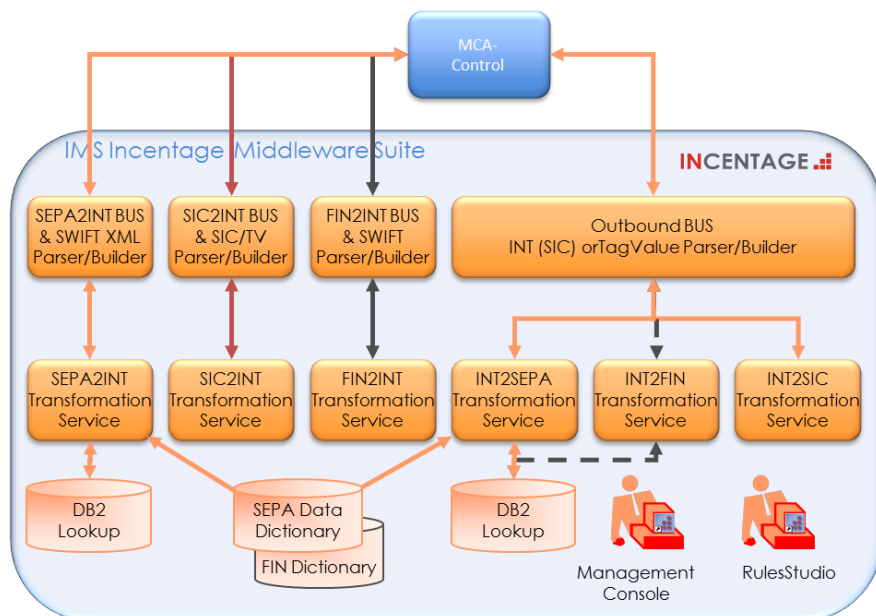 MCA-
Control
IMS Incentage Middleware Suite
INCENTAGE
SEPA2INT BUS
& SWIFT XML
Parser/Builder
SIC2INT BUS
& SIC/TV
Parser/Builder
FIN2INT BUS
& SWIFT
Parser/Builder
Outbound BUS
INT (SIC) orTagValue Parser/Builder
SEPA2INT
Transformation
Service
SIC2INT
Transformation
Service
FIN2INT
Transformation
Service
INT2SEPA
Transformation
Service
INT2FIN
Transformation
Service
INT2SIC
Transformation
Service
DB2
Lookup
SEPA Data
Dictionary
FIN Dictionary
DB2
Lookup
Management
Console
RulesStudio